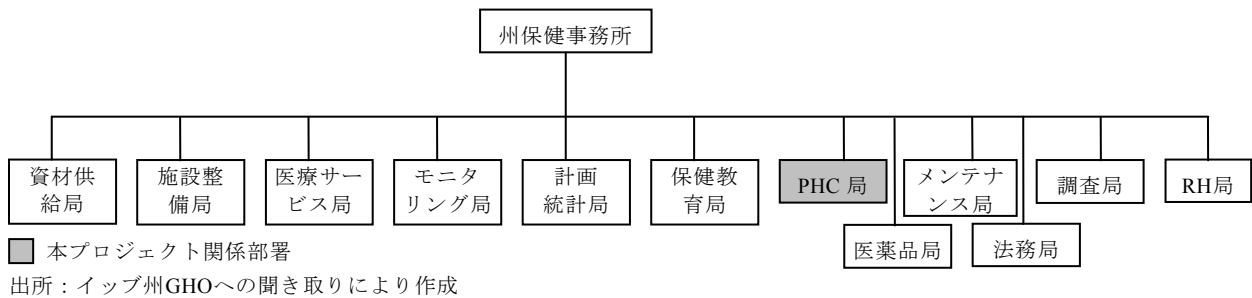 州保健事務所
資材供
給局
施設整
備局
医療サー
ビス局
モニタ
リング局
計画
統計局
保健教
育局
PHC 局
メンテナ
ンス局
調査局
RH局
医薬品局
法務局
本プロジェクト関係部署
出所:イッブ州GHOへの聞き取りにより作成